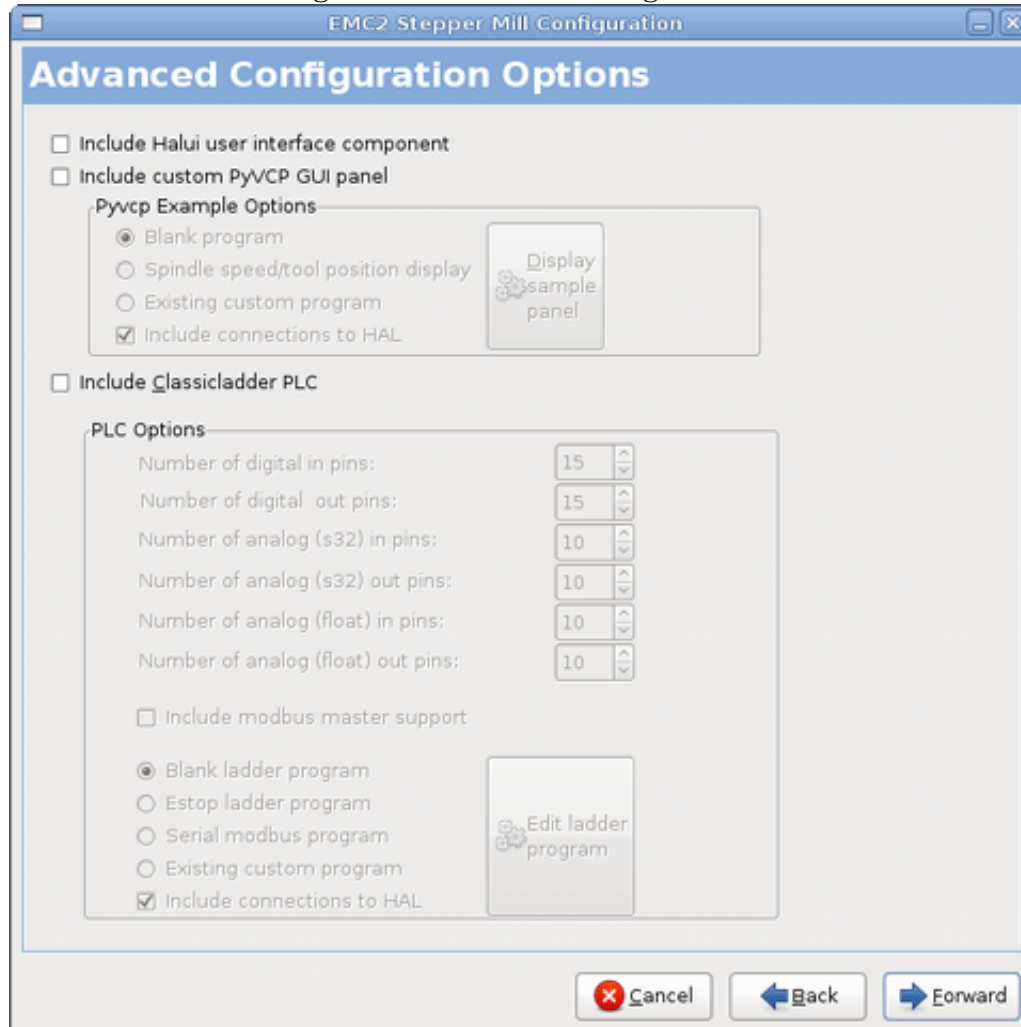 EMC2 Stepper Mill Configuration
Advanced Configuration Options
Include Halui user interface component
Include custom PyVCP GUI panel
Pyvcp Example Options
Blank program
Spindle speed/tool position display
Existing custom program
Include connections to HAL
Display
sample
panel
Include Classicladder PLC
PLC Options
Number of digital in pins: 15
Number of digital out pins: 15
Number of analog (s32) in pins: 10
Number of analog (s32) out pins: 10
Number of analog (float) in pins: 10
Number of analog (float) out pins: 10
Include modbus master support
Blank ladder program
Estop ladder program
Serial modbus program
Existing custom program
Include connections to HAL
Edit ladder
program
Cancel
Back
Forward